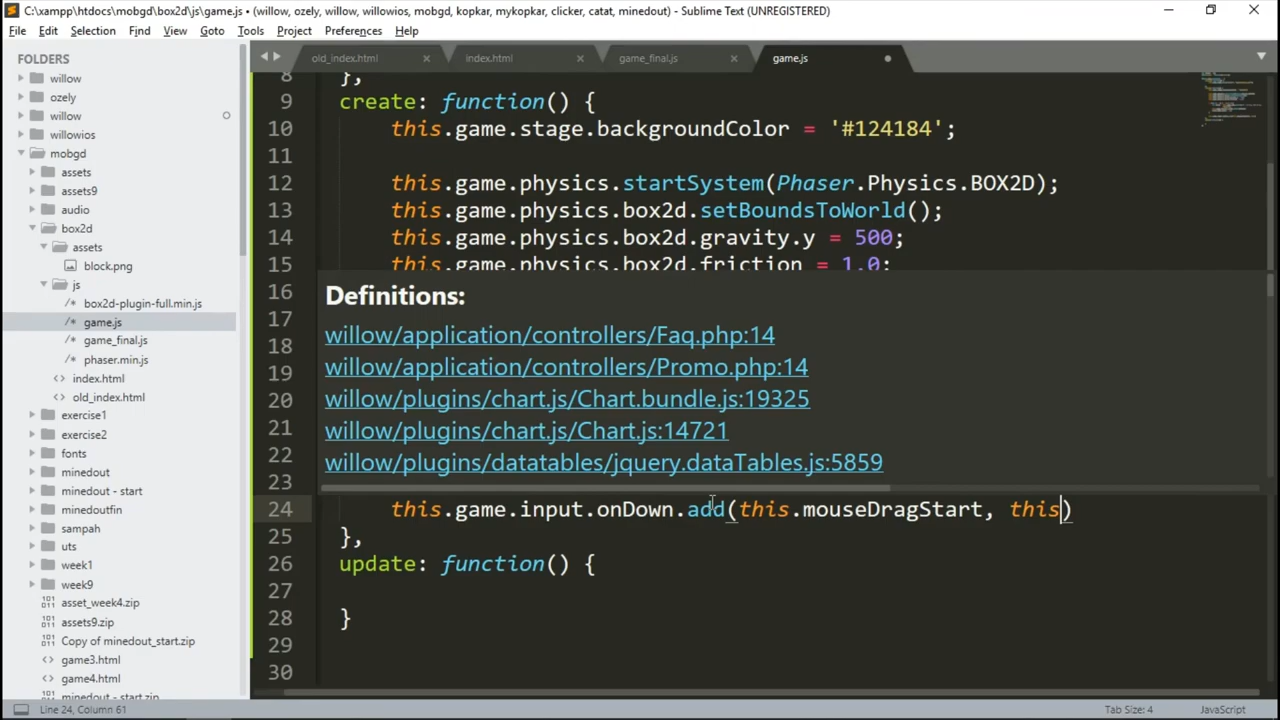 C:\xampp\htdocs\mobgd\box2d\js\game.js • (willow, ozely, willow, willowios, mobgd, kopkar, mykopkar, clicker, catat, minedout) - Sublime Text (UNREGISTERED)
File Edit Selection Find View Goto Tools Project Preferences Help
FOLDERS
willow
ozely
willow
willowios
mobgd
assets
assets9
audio
box2d
assets
block.png
js
box2d-plugin-full.min.js
game.js
game_final.js
phaser.min.js
index.html
old_index.html
exercise1
exercise2
fonts
minedout
minedout - start
minedoutfin
sampah
uts
week1
week9
asset_week4.zip
assets9.zip
Copy of minedout_start.zip
game3.html
game4.html
minedout - start.zip
old_index.html index.html game_final.js game.js
8 },
9 create: function() {
10 this.game.stage.backgroundColor = '#124184';
11
12 this.game.physics.startSystem(Phaser.Physics.BOX2D);
13 this.game.physics.box2d.setBoundsToWorld();
14 this.game.physics.box2d.gravity.y = 500;
15 this.game.physics.box2d.friction = 1.0;
16
17
18
19
20
21
22
23
Definitions:
willow/application/controllers/Faq.php:14
willow/application/controllers/Promo.php:14
willow/plugins/chart.js/Chart.bundle.js:19325
willow/plugins/chart.js/Chart.js:14721
willow/plugins/datatables/jquery.dataTables.js:5859
24 this.game.input.onDown.add(this.mouseDragStart, this)
25 },
26 update: function() {
27
28 }
29
30
Line 24, Column 61 Tab Size: 4 JavaScript